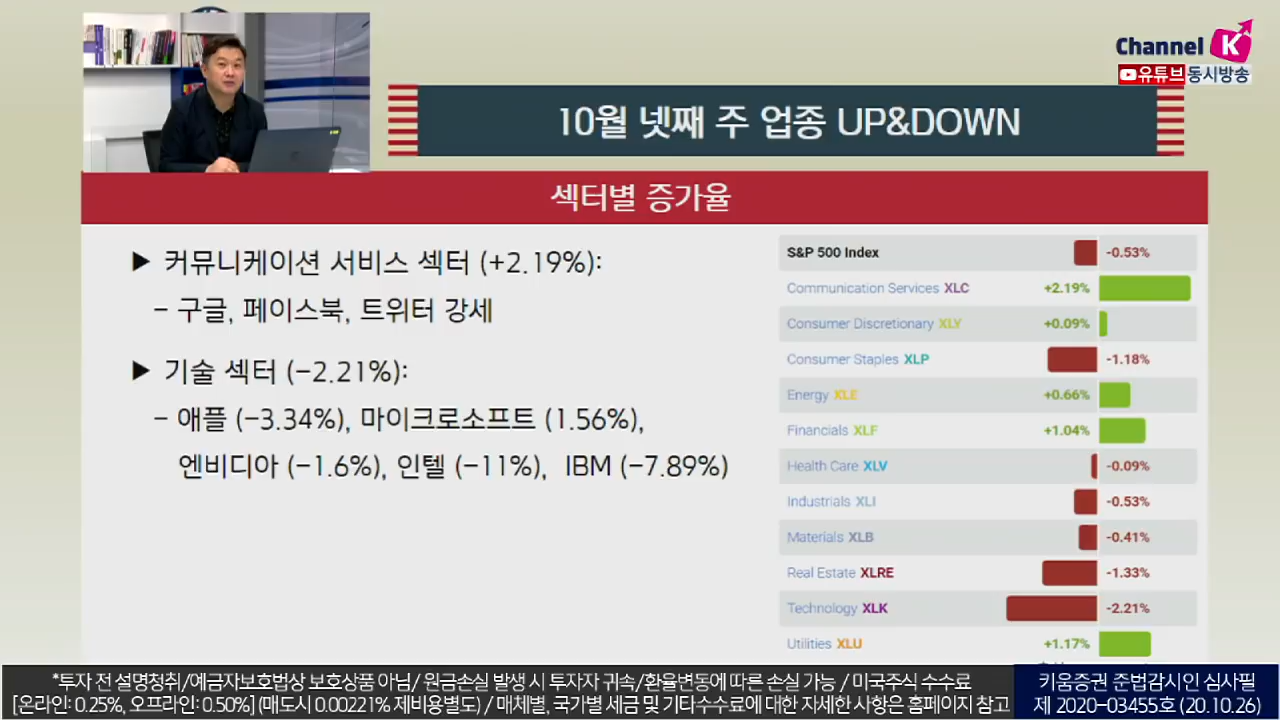 Channel K
유튜브 동시방송
10월 넷째 주 업종 UP&DOWN
섹터별 증가율
▶ 커뮤니케이션 서비스 섹터 (+2.19%):
- 구글, 페이스북, 트위터 강세
▶ 기술 섹터 (-2.21%):
- 애플 (-3.34%), 마이크로소프트 (1.56%),
엔비디아 (-1.6%), 인텔 (-11%), IBM (-7.89%)
S&P 500 Index -0.53%
Communication Services XLC +2.19%
Consumer Discretionary XLY +0.09%
Consumer Staples XLP -1.18%
Energy XLE +0.66%
Financials XLF +1.04%
Health Care XLV -0.09%
Industrials XLI -0.53%
Materials XLB -0.41%
Real Estate XLRE -1.33%
Technology XLK -2.21%
Utilities XLU +1.17%
*투자 전 설명청취/예금자보호법상 보호상품 아님/ 원금손실 발생 시 투자자 귀속/환율변동에 따른 손실 가능 / 미국주식 수수료
[온라인: 0.25%, 오프라인: 0.50%] (매도시 0.00221% 제비용별도) / 매체별, 국가별 세금 및 기타수수료에 대한 자세한 사항은 홈페이지 참고
키움증권 준법감시인 심사필
제 2020-03455호 (20.10.26)